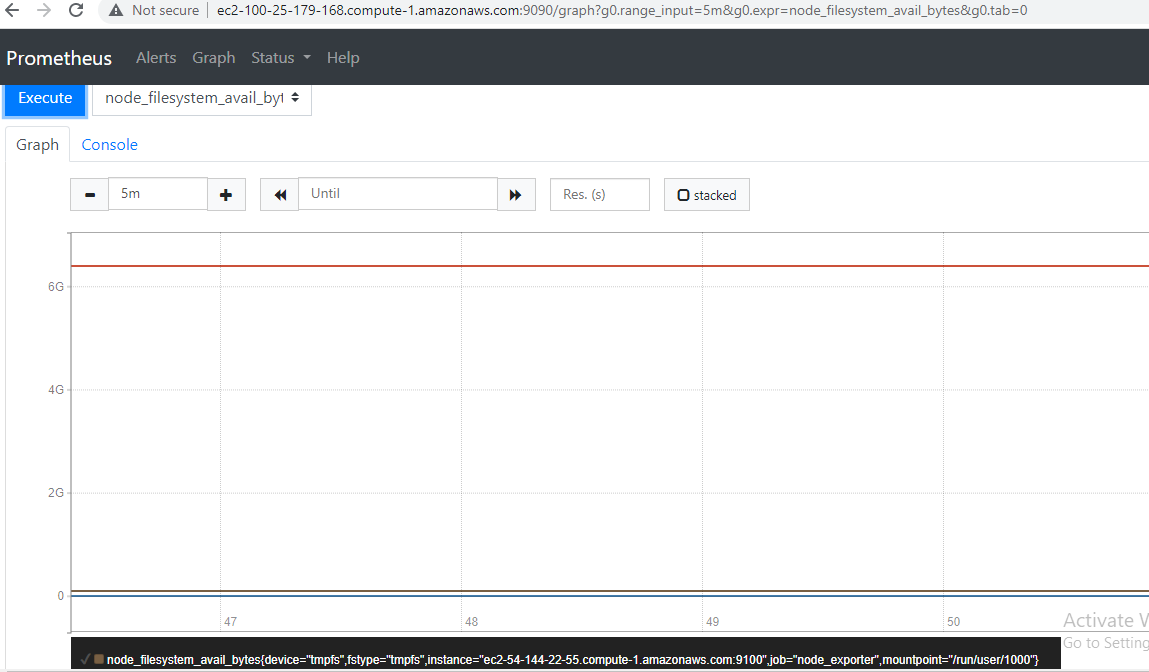 Not secure ec2-100-25-179-168.compute-1.amazonaws.com:9090/graph?g0.range_input=5m&g0.expr=node_filesystem_avail_bytes&g0.tab=0
Prometheus Alerts Graph Status Help
Execute node_filesystem_avail_byt
Graph Console
5m Until Res. (s) stacked
6G
4G
2G
0
47 48 49 50
Activate W
Go to Setting
node_filesystem_avail_bytes{device="tmpfs",fstype="tmpfs",instance="ec2-54-144-22-55.compute-1.amazonaws.com:9100",job="node_exporter",mountpoint="/run/user/1000"}